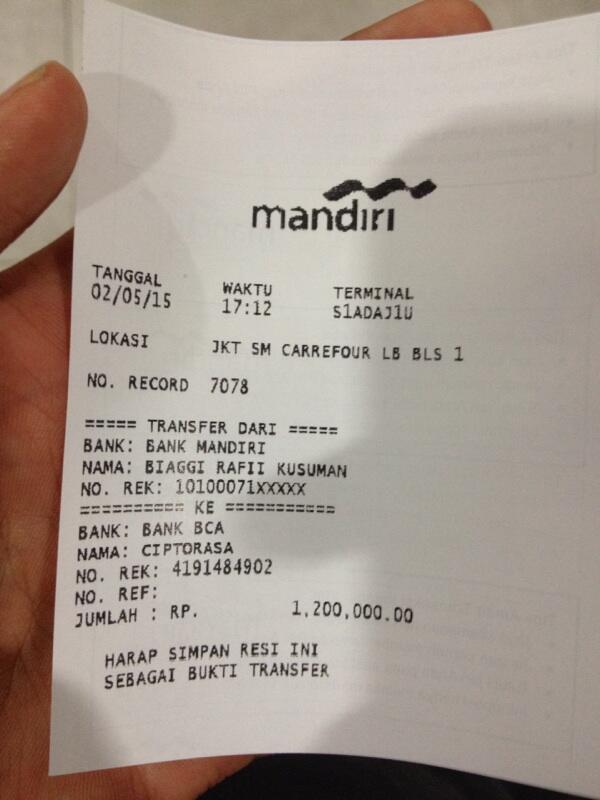 mandiri
TANGGAL WAKTU TERMINAL
02/05/15 17:12 S1ADAJ1U
LOKASI JKT SM CARREFOUR LB BLS 1
NO. RECORD 7078
===== TRANSFER DARI =====
BANK: BANK MANDIRI
NAMA: BIAGGI RAFII KUSUMAN
NO. REK: 10100071XXXXX
========== KE ===========
BANK: BANK BCA
NAMA: CIPTORASA
NO. REK: 4191484902
NO. REF:
JUMLAH : RP. 1,200,000.00
HARAP SIMPAN RESI INI
SEBAGAI BUKTI TRANSFER